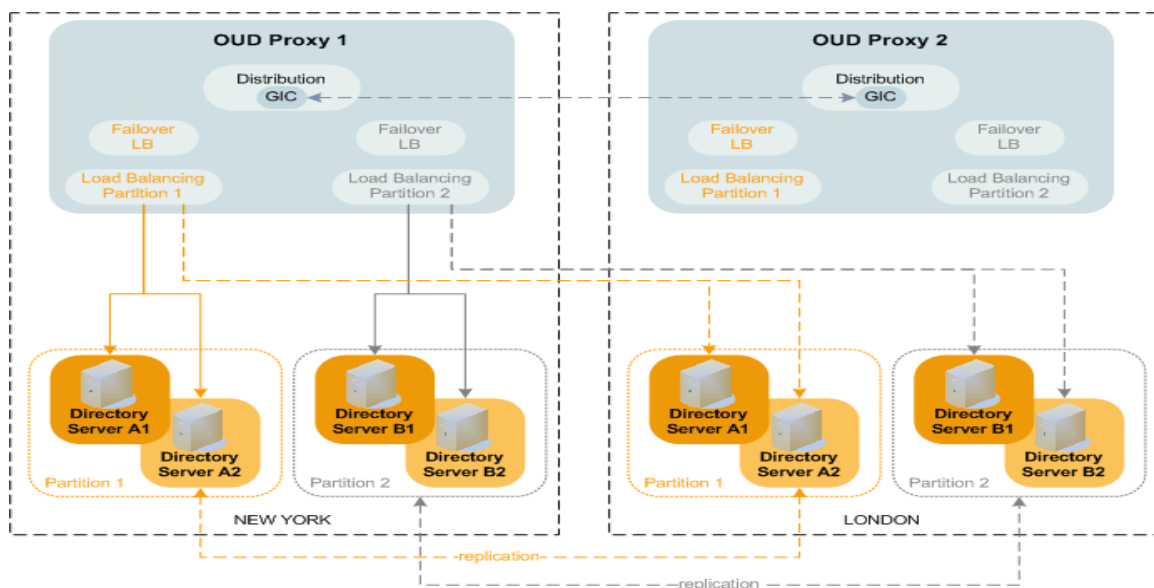 OUD Proxy 1
Distribution
GIC
Failover
LB
Failover
LB
Load Balancing
Partition 1
Load Balancing
Partition 2
Directory
Server A1
Directory
Server A2
Partition 1
Directory
Server B1
Directory
Server B2
Partition 2
NEW YORK
OUD Proxy 2
Distribution
GIC
Failover
LB
Failover
LB
Load Balancing
Partition 1
Load Balancing
Partition 2
Directory
Server A1
Directory
Server A2
Partition 1
Directory
Server B1
Directory
Server B2
Partition 2
LONDON
replication
replication